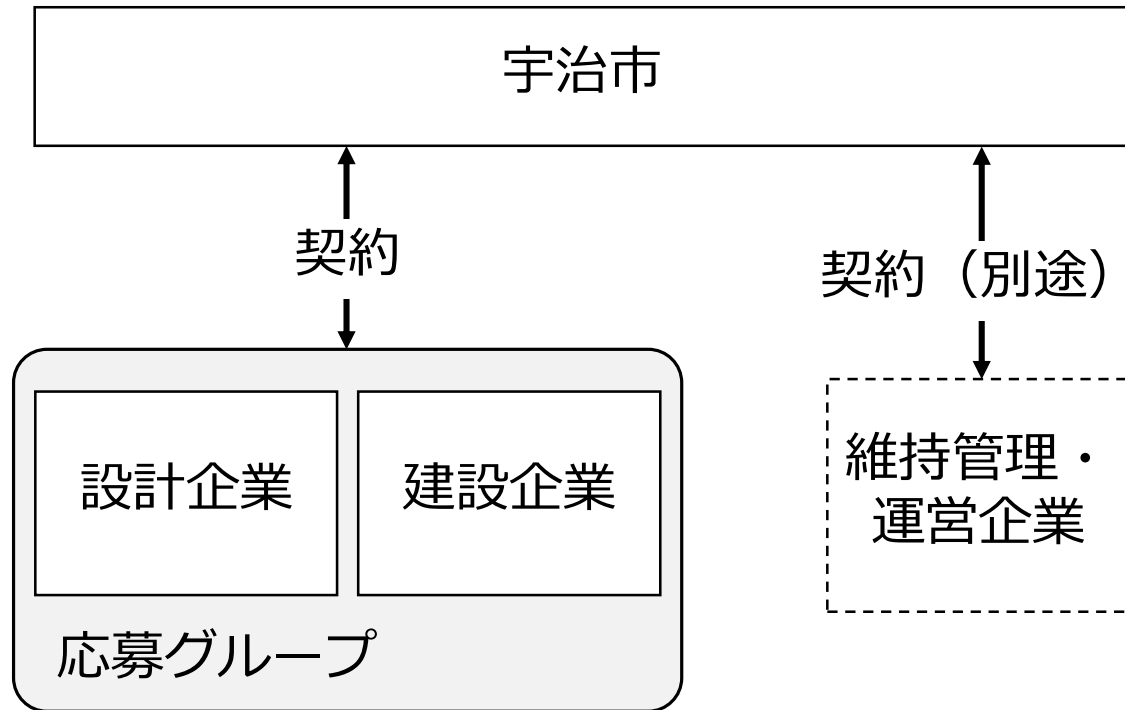 宇治市
契約
契約（別途）
設計企業
建設企業
維持管理・
運営企業
応募グループ